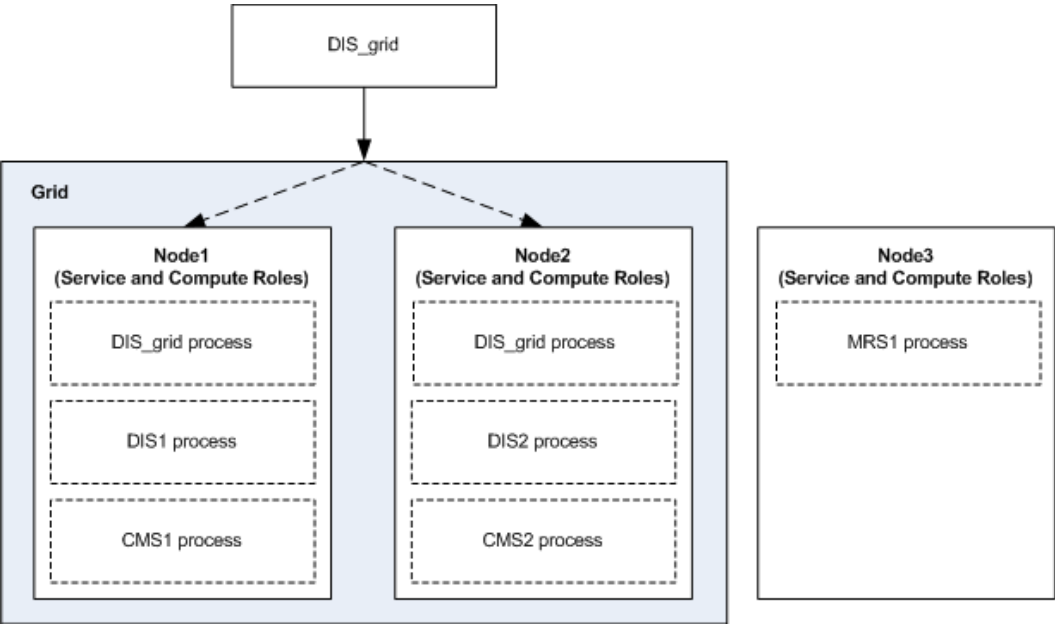 DIS_grid
Grid
Node1
(Service and Compute Roles)
DIS_grid process
DIS1 process
CMS1 process
Node2
(Service and Compute Roles)
DIS_grid process
DIS2 process
CMS2 process
Node3
(Service and Compute Roles)
MRS1 process